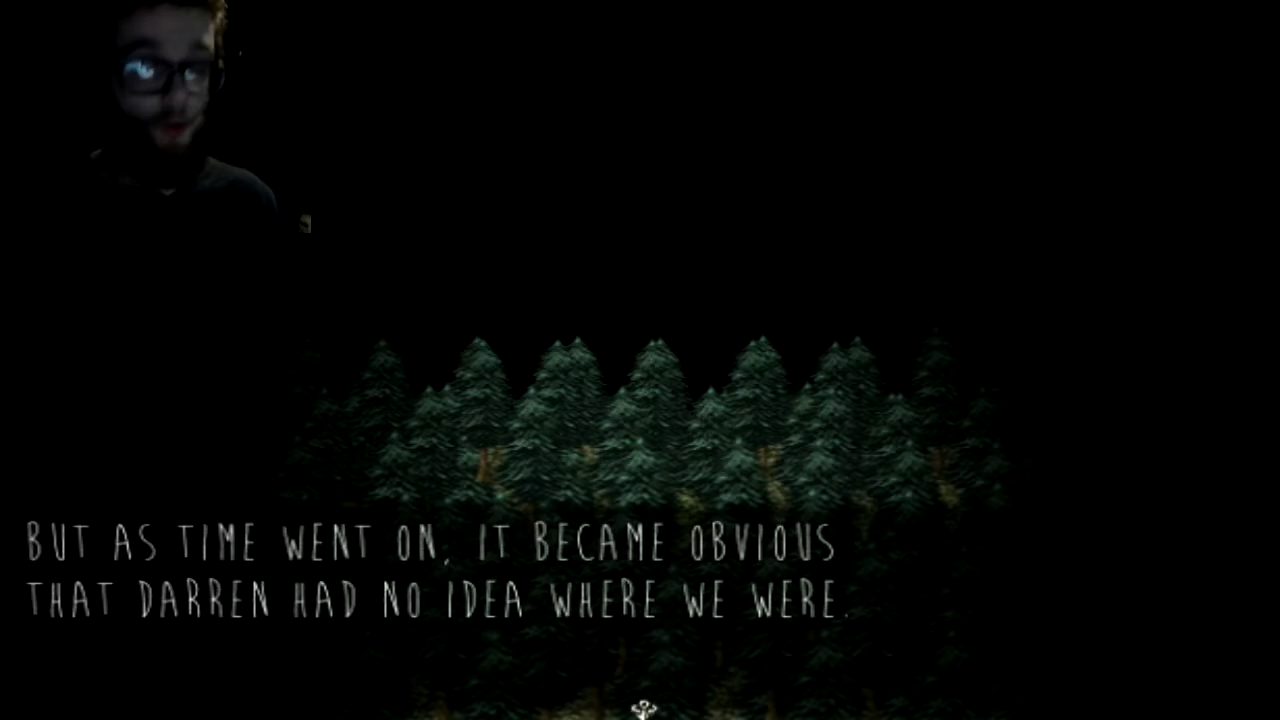 BUT AS TIME WENT ON, IT BECAME OBVIOUS
THAT DARREN HAD NO IDEA WHERE WE WERE.